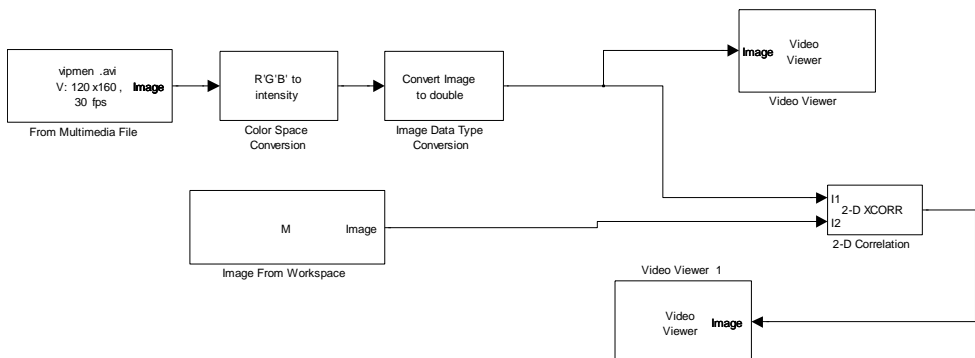 vipmen .avi
V: 120 x160 ,
30 fps
Image
From Multimedia File
R'G'B' to
intensity
Color Space
Conversion
Convert Image
to double
Image Data Type
Conversion
Image
Video
Viewer
Video Viewer
M
Image
Image From Workspace
I1
I2
2-D XCORR
2-D Correlation
Video Viewer 1
Video
Viewer
Image